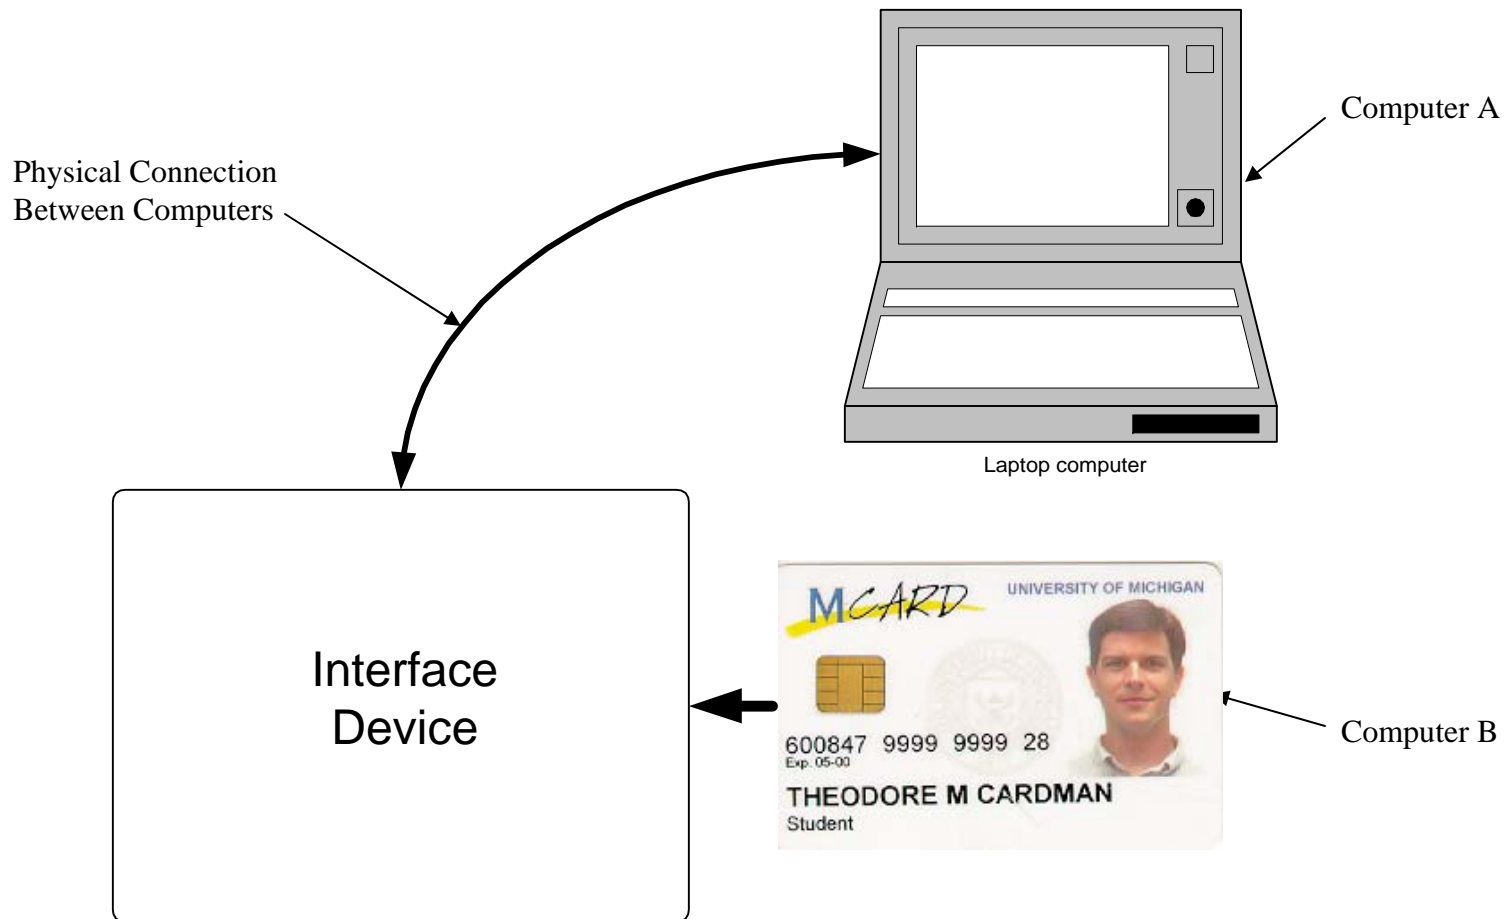 Computer A
Physical Connection
Between Computers
Laptop computer
MCARD
UNIVERSITY OF MICHIGAN
Interface
Device
600847 9999 9999 28
Exp. 05-00
Computer B
THEODORE M CARDMAN
Student